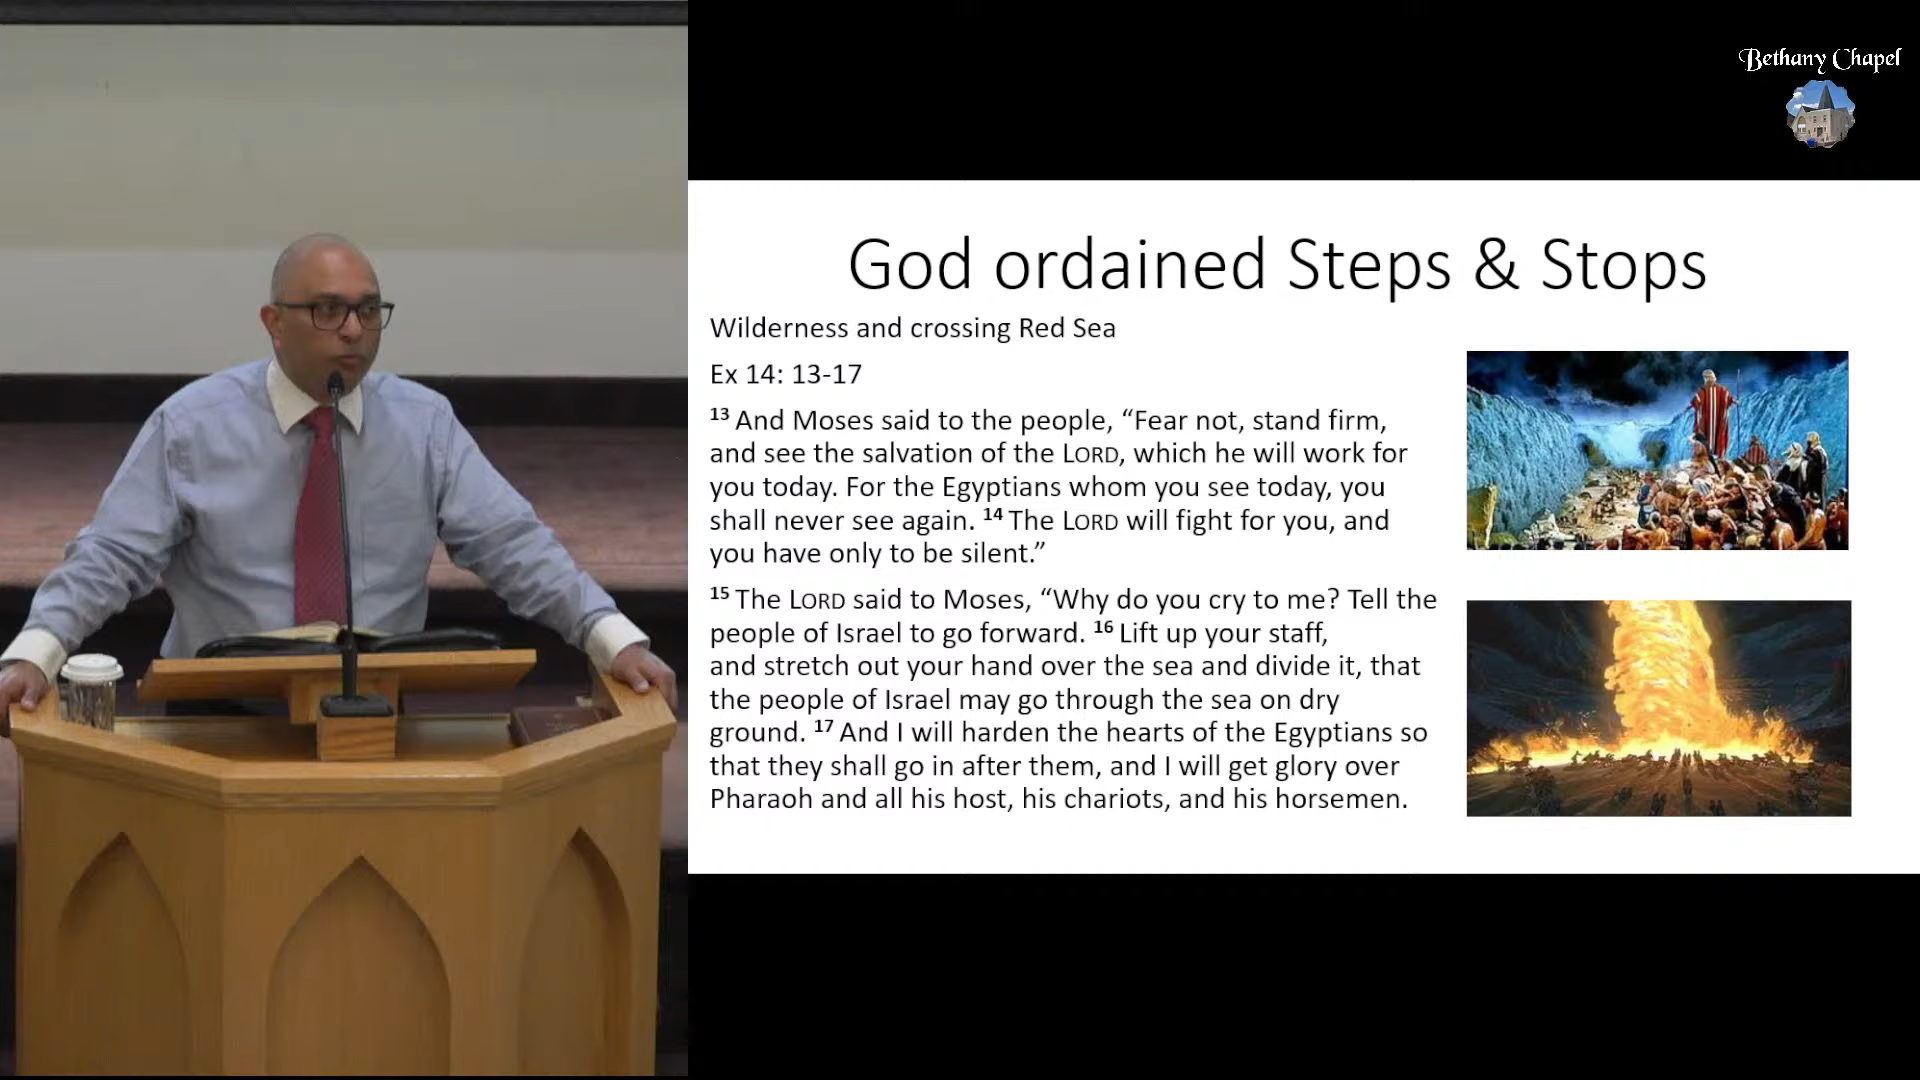 Bethany Chapel
God ordained Steps & Stops
Wilderness and crossing Red Sea
Ex 14: 13-17
13 And Moses said to the people, “Fear not, stand firm,
and see the salvation of the LORD, which he will work for
you today. For the Egyptians whom you see today, you
shall never see again. 14 The LORD will fight for you, and
you have only to be silent.”
15 The LORD said to Moses, “Why do you cry to me? Tell the
people of Israel to go forward. 16 Lift up your staff,
and stretch out your hand over the sea and divide it, that
the people of Israel may go through the sea on dry
ground. 17 And I will harden the hearts of the Egyptians so
that they shall go in after them, and I will get glory over
Pharaoh and all his host, his chariots, and his horsemen.